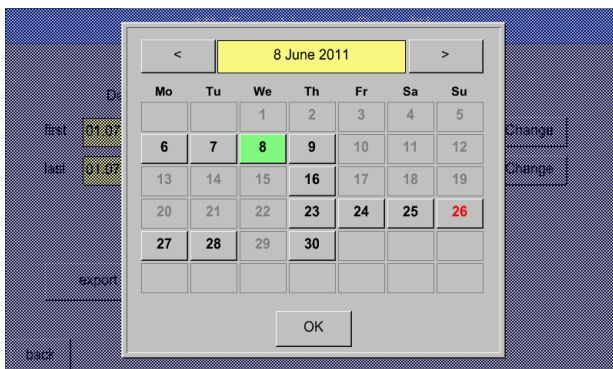 < 8 June 2011 >
Mo Tu We Th Fr Sa Su
1 2 3 4 5
6 7 8 9 10 11 12
13 14 15 16 17 18 19
20 21 22 23 24 25 26
27 28 29 30
OK
first 01.07 Change
last 01.07 Change
export
back